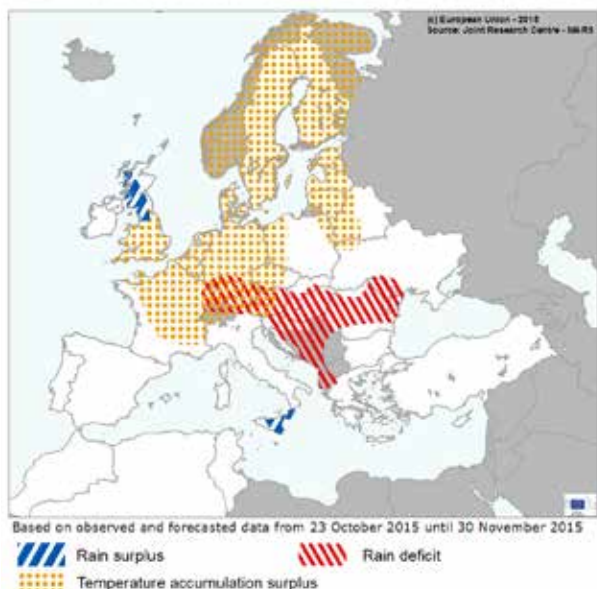 (c) European Union - 2015
Source: Joint Research Centre - MARS
Based on observed and forecasted data from 23 October 2015 until 30 November 2015
Rain surplus
Rain deficit
Temperature accumulation surplus